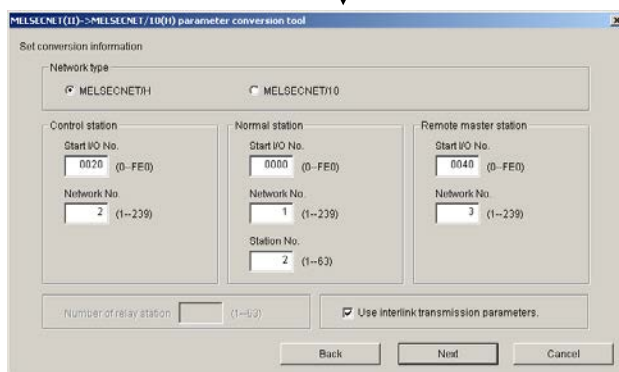 MELSECNET(II)->MELSECNET/10(H) parameter conversion tool
Set conversion information
Network type
MELSECNET/H MELSECNET/10
Control station Normal station Remote master station
Start I/O No. Start I/O No. Start I/O No.
0020 (0--FE0) 0000 (0--FE0) 0040 (0--FE0)
Network No. Network No. Network No.
2 (1--239) 1 (1--239) 3 (1--239)
Station No.
2 (1--63)
Number of relay station (1--63) Use interlink transmission parameters.
Back Next Cancel